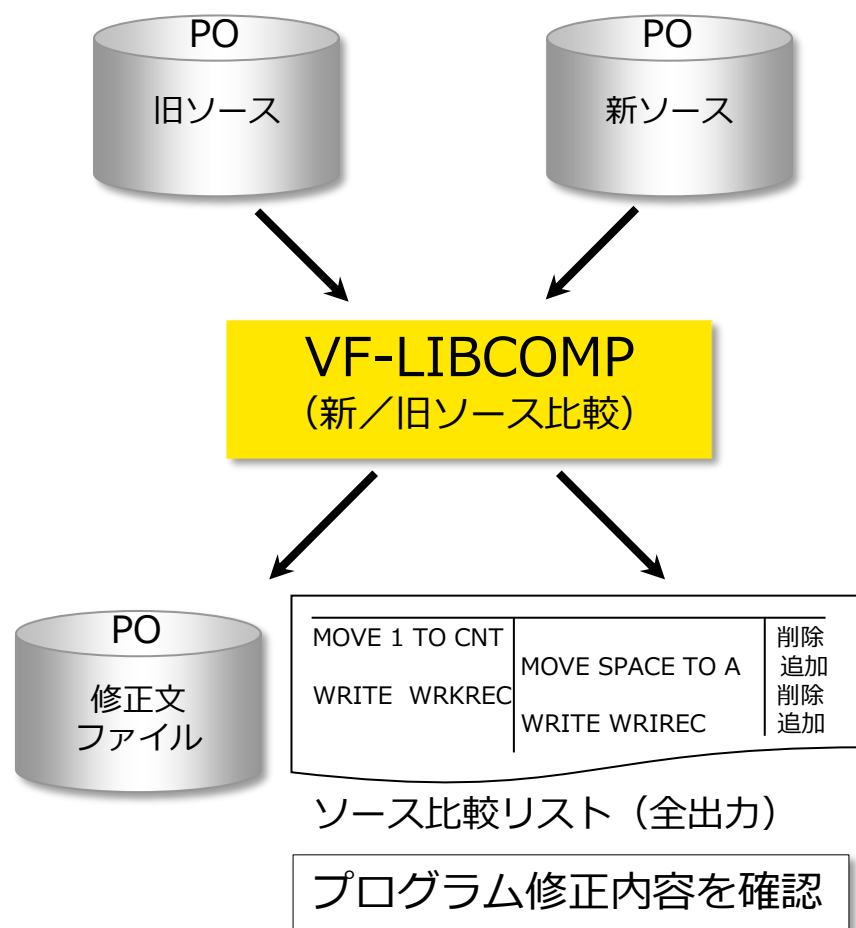 PO
旧ソース
PO
新ソース
VF-LIBCOMP
（新／旧ソース比較）
PO
修正文
ファイル
MOVE 1 TO CNT 削除
MOVE SPACE TO A 追加
WRITE WRKREC 削除
WRITE WRIREC 追加
ソース比較リスト（全出力）
プログラム修正内容を確認